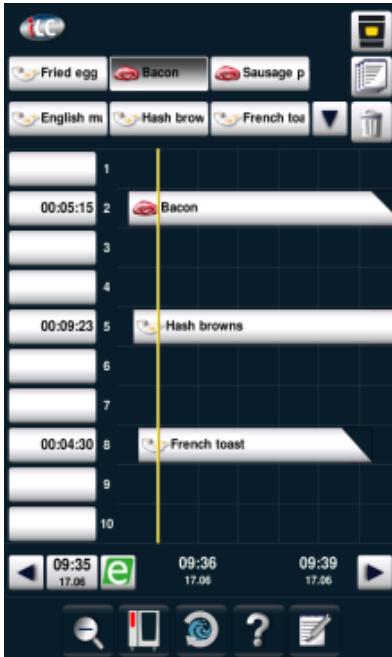 iLC
Fried egg Bacon Sausage p
English mu Hash brow French toa
1
00:05:15 2 Bacon
3
4
00:09:23 5 Hash browns
6
7
00:04:30 8 French toast
9
10
09:35 e 09:36 09:39
17.06 17.06 17.06
?